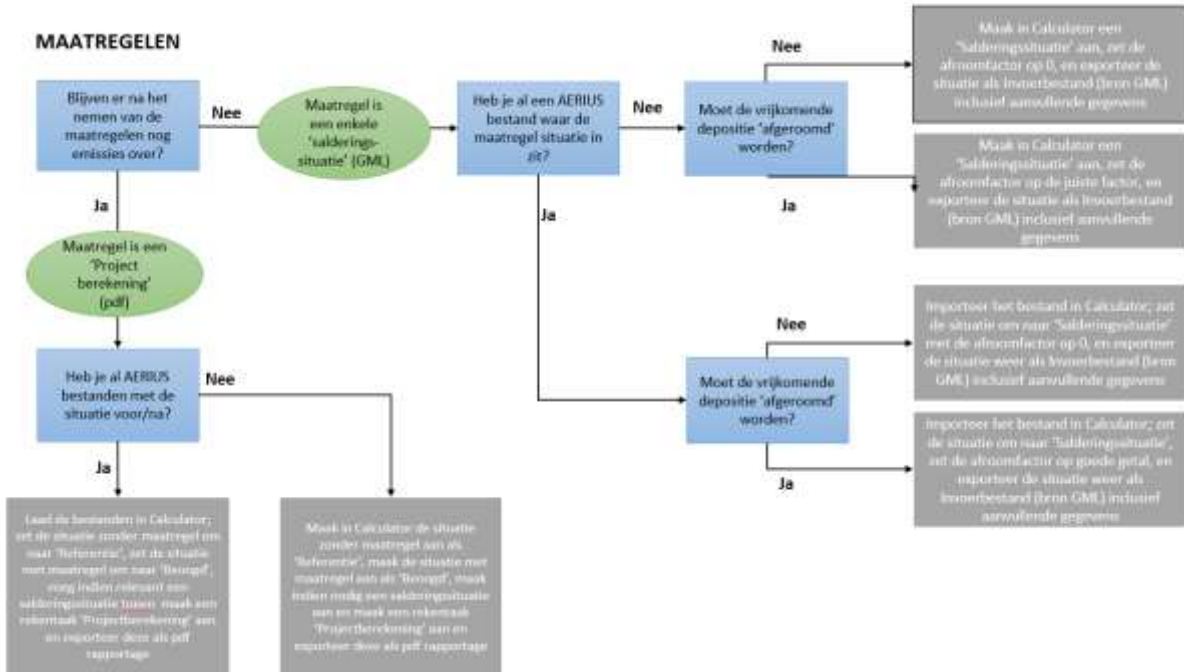 MAATREGELEN
Blijven er na het
nemen van de
maatregelen nog
emissies over?
Nee
Maatregel is
een enkele
'salderings-
situatie' (GML)
Heb je al een AERIUS
bestand waar de
maatregel situatie in
zit?
Nee
Moet de vrijkomende
depositie 'afgeroomd'
worden?
Nee
Maak in Calculator een
'Salderingssituatie' aan, zet de
afroomfactor op 0, en exporteer de
situatie als Invoerbestand (bron GML)
inclusief aanvullende gegevens
Ja
Maak in Calculator een
'Salderingssituatie' aan, zet de
afroomfactor op de juiste factor, en
exporteer de situatie als Invoerbestand
(bron GML) inclusief aanvullende
gegevens
Ja
Moet de vrijkomende
depositie 'afgeroomd'
worden?
Nee
Importeer het bestand in Calculator; zet
de situatie om naar 'Salderingssituatie'
met de afroomfactor op 0, en exporteer
de situatie weer als Invoerbestand (bron
GML) inclusief aanvullende gegevens
Ja
Importeer het bestand in Calculator; zet
de situatie om naar 'Salderingssituatie',
zet de afroomfactor op goede getal, en
exporteer de situatie weer als
Invoerbestand (bron GML) inclusief
aanvullende gegevens
Ja
Maatregel is een
'Project
berekening'
(pdf)
Heb je al AERIUS
bestanden met de
situatie voor/na?
Nee
Ja
Laad de bestanden in Calculator;
zet de situatie zonder maatregel om
naar 'Referentie', zet de situatie
met maatregel om naar 'Beoogd',
voeg indien relevant een
salderingssituatie toeen maak een
rekentaak 'Projectberekening' aan
en exporteer deze als pdf
rapportage
Maak in Calculator de situatie
zonder maatregel aan als
'Referentie', maak de situatie met
maatregel aan als 'Beoogd', maak
indien nodig een salderingssituatie
aan en maak een rekentaak
'Projectberekening' aan en
exporteer deze als pdf rapportage